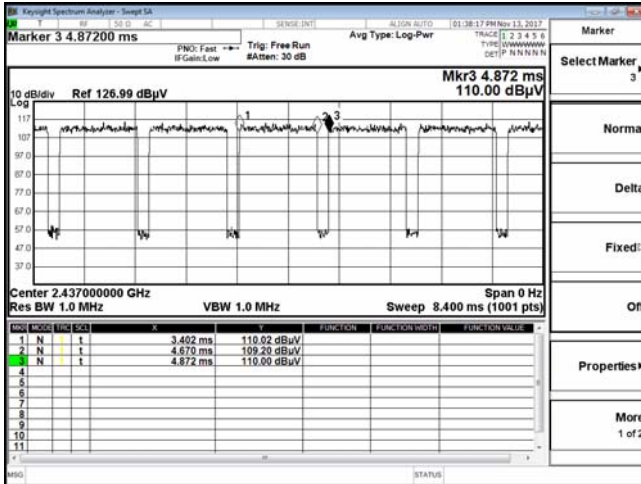 Keysight Spectrum Analyzer - Swept SA
T RF 50 Ω AC SENSE:INT ALIGN AUTO 01:38:17 PM Nov 13, 2017
Marker 3 4.87200 ms
PNO: Fast
IFGain:Low
Trig: Free Run
#Atten: 30 dB
Avg Type: Log-Pwr
TRACE 1 2 3 4 5 6
TYPE WWWWWW
DET P N N N N N
Mkr3 4.872 ms
110.00 dBµV
10 dB/div Ref 126.99 dBµV
Log
117
107
97.0
87.0
77.0
67.0
57.0
47.0
37.0
1
2 3
Center 2.437000000 GHz Span 0 Hz
Res BW 1.0 MHz VBW 1.0 MHz Sweep 8.400 ms (1001 pts)
MKR MODE TRC SCL X Y FUNCTION FUNCTION WIDTH FUNCTION VALUE
1 N 1 t 3.402 ms 110.02 dBµV
2 N 1 t 4.670 ms 109.20 dBµV
3 N 1 t 4.872 ms 110.00 dBµV
4
5
6
7
8
9
10
11
MSG STATUS
Marker
Select Marker
3
Norma
Delta
Fixed
Of
Properties
More
1 of 2